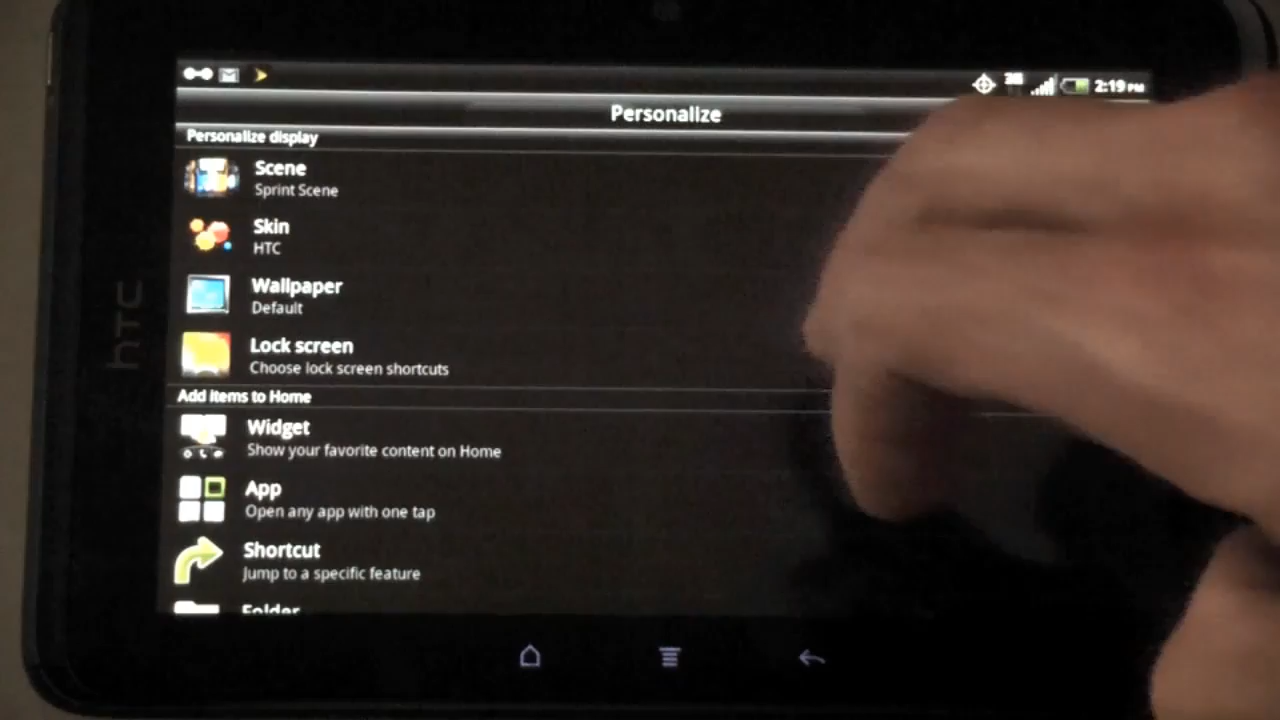 3G
2:19 PM
Personalize
Personalize display
Scene
Sprint Scene
Skin
HTC
Wallpaper
Default
Lock screen
Choose lock screen shortcuts
Add items to Home
Widget
Show your favorite content on Home
App
Open any app with one tap
Shortcut
Jump to a specific feature
Folder
hTC